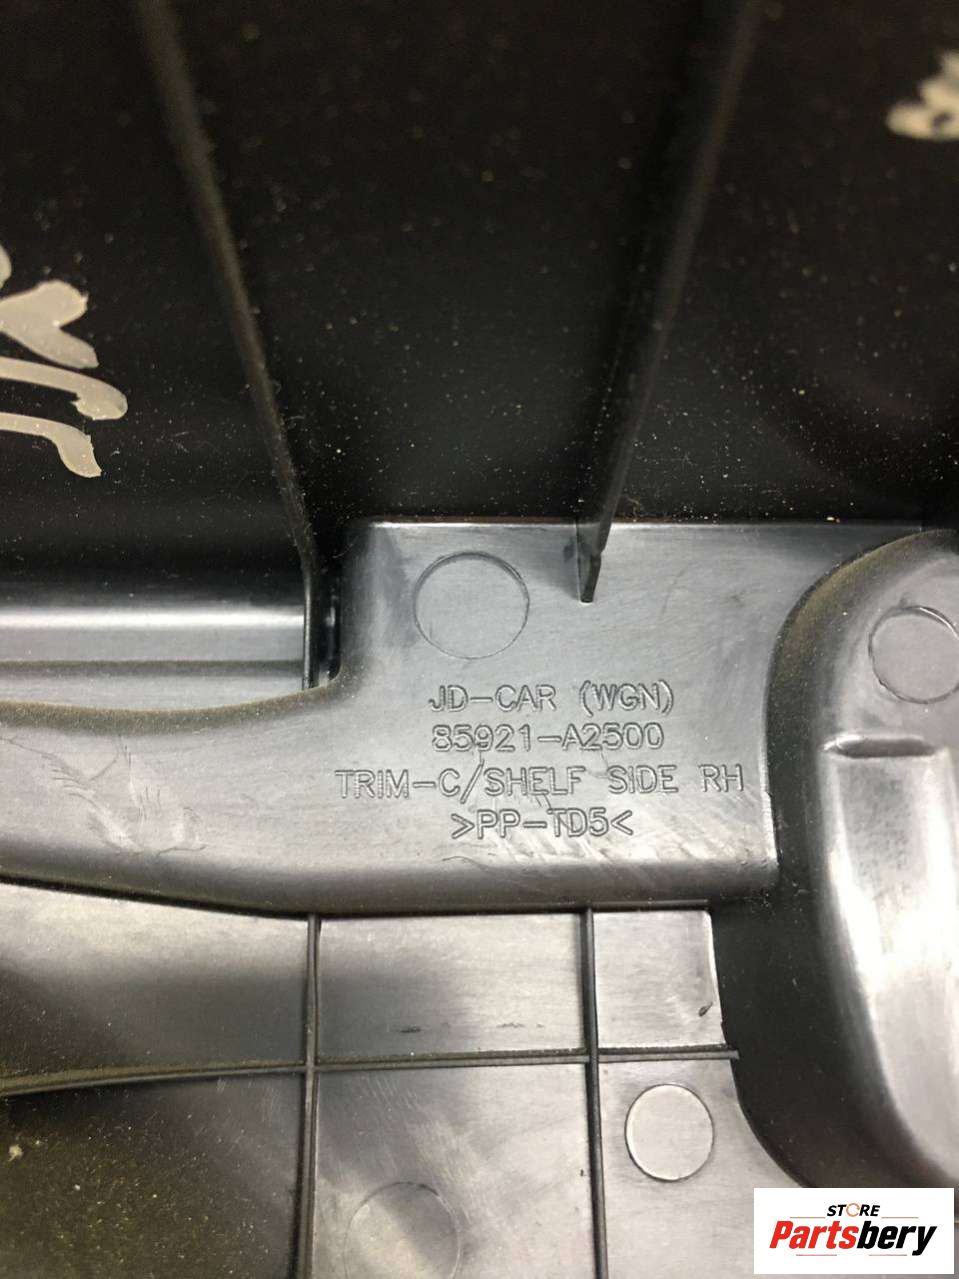 JD-CAR (WGN)
85921-A2500
TRIM-C/SHELF SIDE RH
>PP-TD5<
STORE
Partsbery